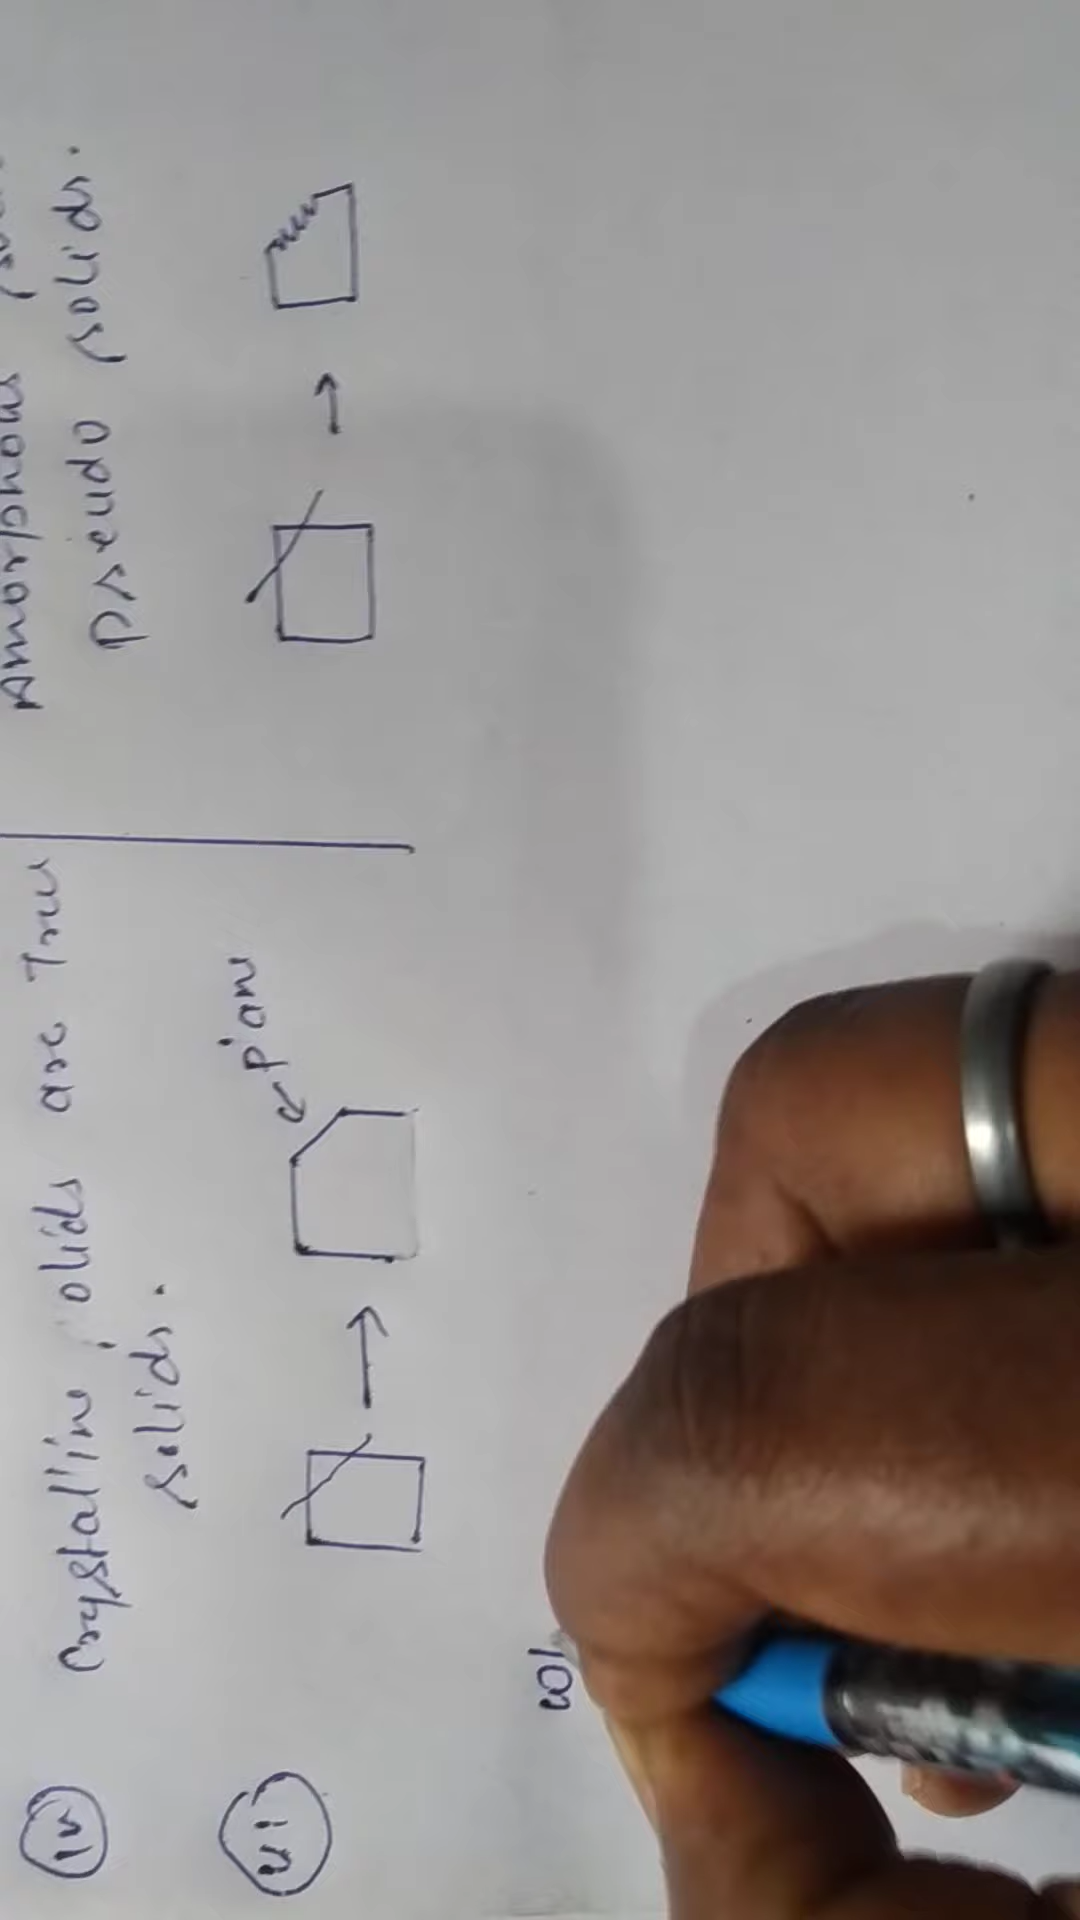 iv) Crystalline solids are True solids.
Amorphous
pseudo solids.
vi)
plane